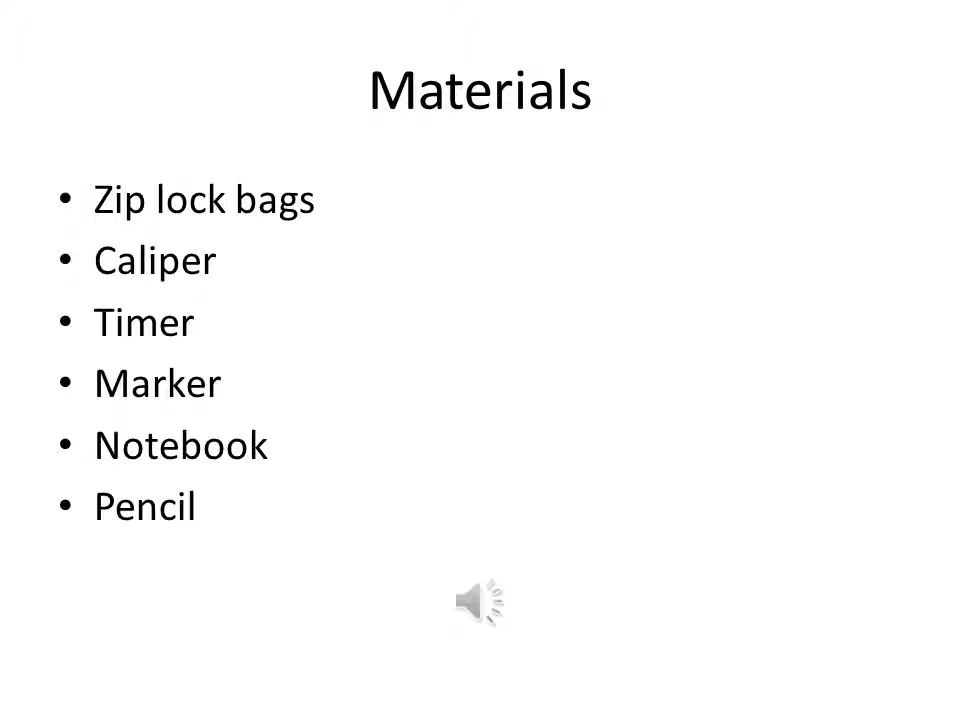 Materials
• Zip lock bags
• Caliper
• Timer
• Marker
• Notebook
• Pencil